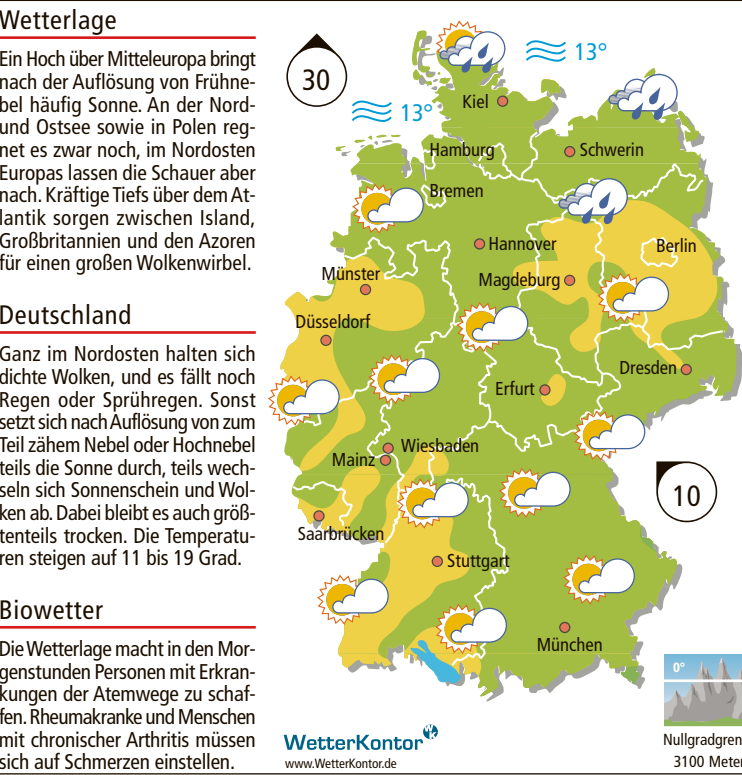 Wetterlage
Ein Hoch über Mitteleuropa bringt
nach der Auflösung von Frühne-
bel häufig Sonne. An der Nord-
und Ostsee sowie in Polen reg-
net es zwar noch, im Nordosten
Europas lassen die Schauer aber
nach. Kräftige Tiefs über dem At-
lantik sorgen zwischen Island,
Großbritannien und den Azoren
für einen großen Wolkenwirbel.
Deutschland
Ganz im Nordosten halten sich
dichte Wolken, und es fällt noch
Regen oder Sprühregen. Sonst
setzt sich nach Auflösung von zum
Teil zähem Nebel oder Hochnebel
teils die Sonne durch, teils wech-
seln sich Sonnenschein und Wol-
ken ab. Dabei bleibt es auch größ-
tenteils trocken. Die Temperatu-
ren steigen auf 11 bis 19 Grad.
Biowetter
Die Wetterlage macht in den Mor-
genstunden Personen mit Erkran-
kungen der Atemwege zu schaf-
fen. Rheumakranke und Menschen
mit chronischer Arthritis müssen
sich auf Schmerzen einstellen.
30
13°
13°
Kiel
Hamburg
Schwerin
Bremen
Hannover
Berlin
Münster
Magdeburg
Düsseldorf
Dresden
Erfurt
Wiesbaden
Mainz
10
Saarbrücken
Stuttgart
München
0°
Nullgradgren
3100 Meter
WetterKontor
WK
www.WetterKontor.de